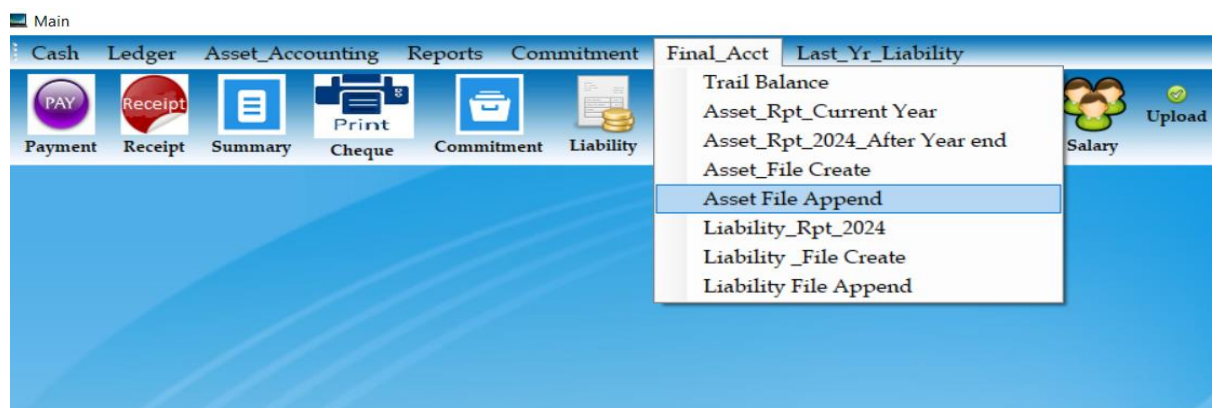 Main
Cash Ledger Asset_Accounting Reports Commitment Final_Acct Last_Yr_Liability
PAY Receipt Print
Payment Receipt Summary Cheque Commitment Liability Salary Upload
Trail Balance
Asset_Rpt_Current Year
Asset_Rpt_2024_After Year end
Asset_File Create
Asset File Append
Liability_Rpt_2024
Liability _File Create
Liability File Append